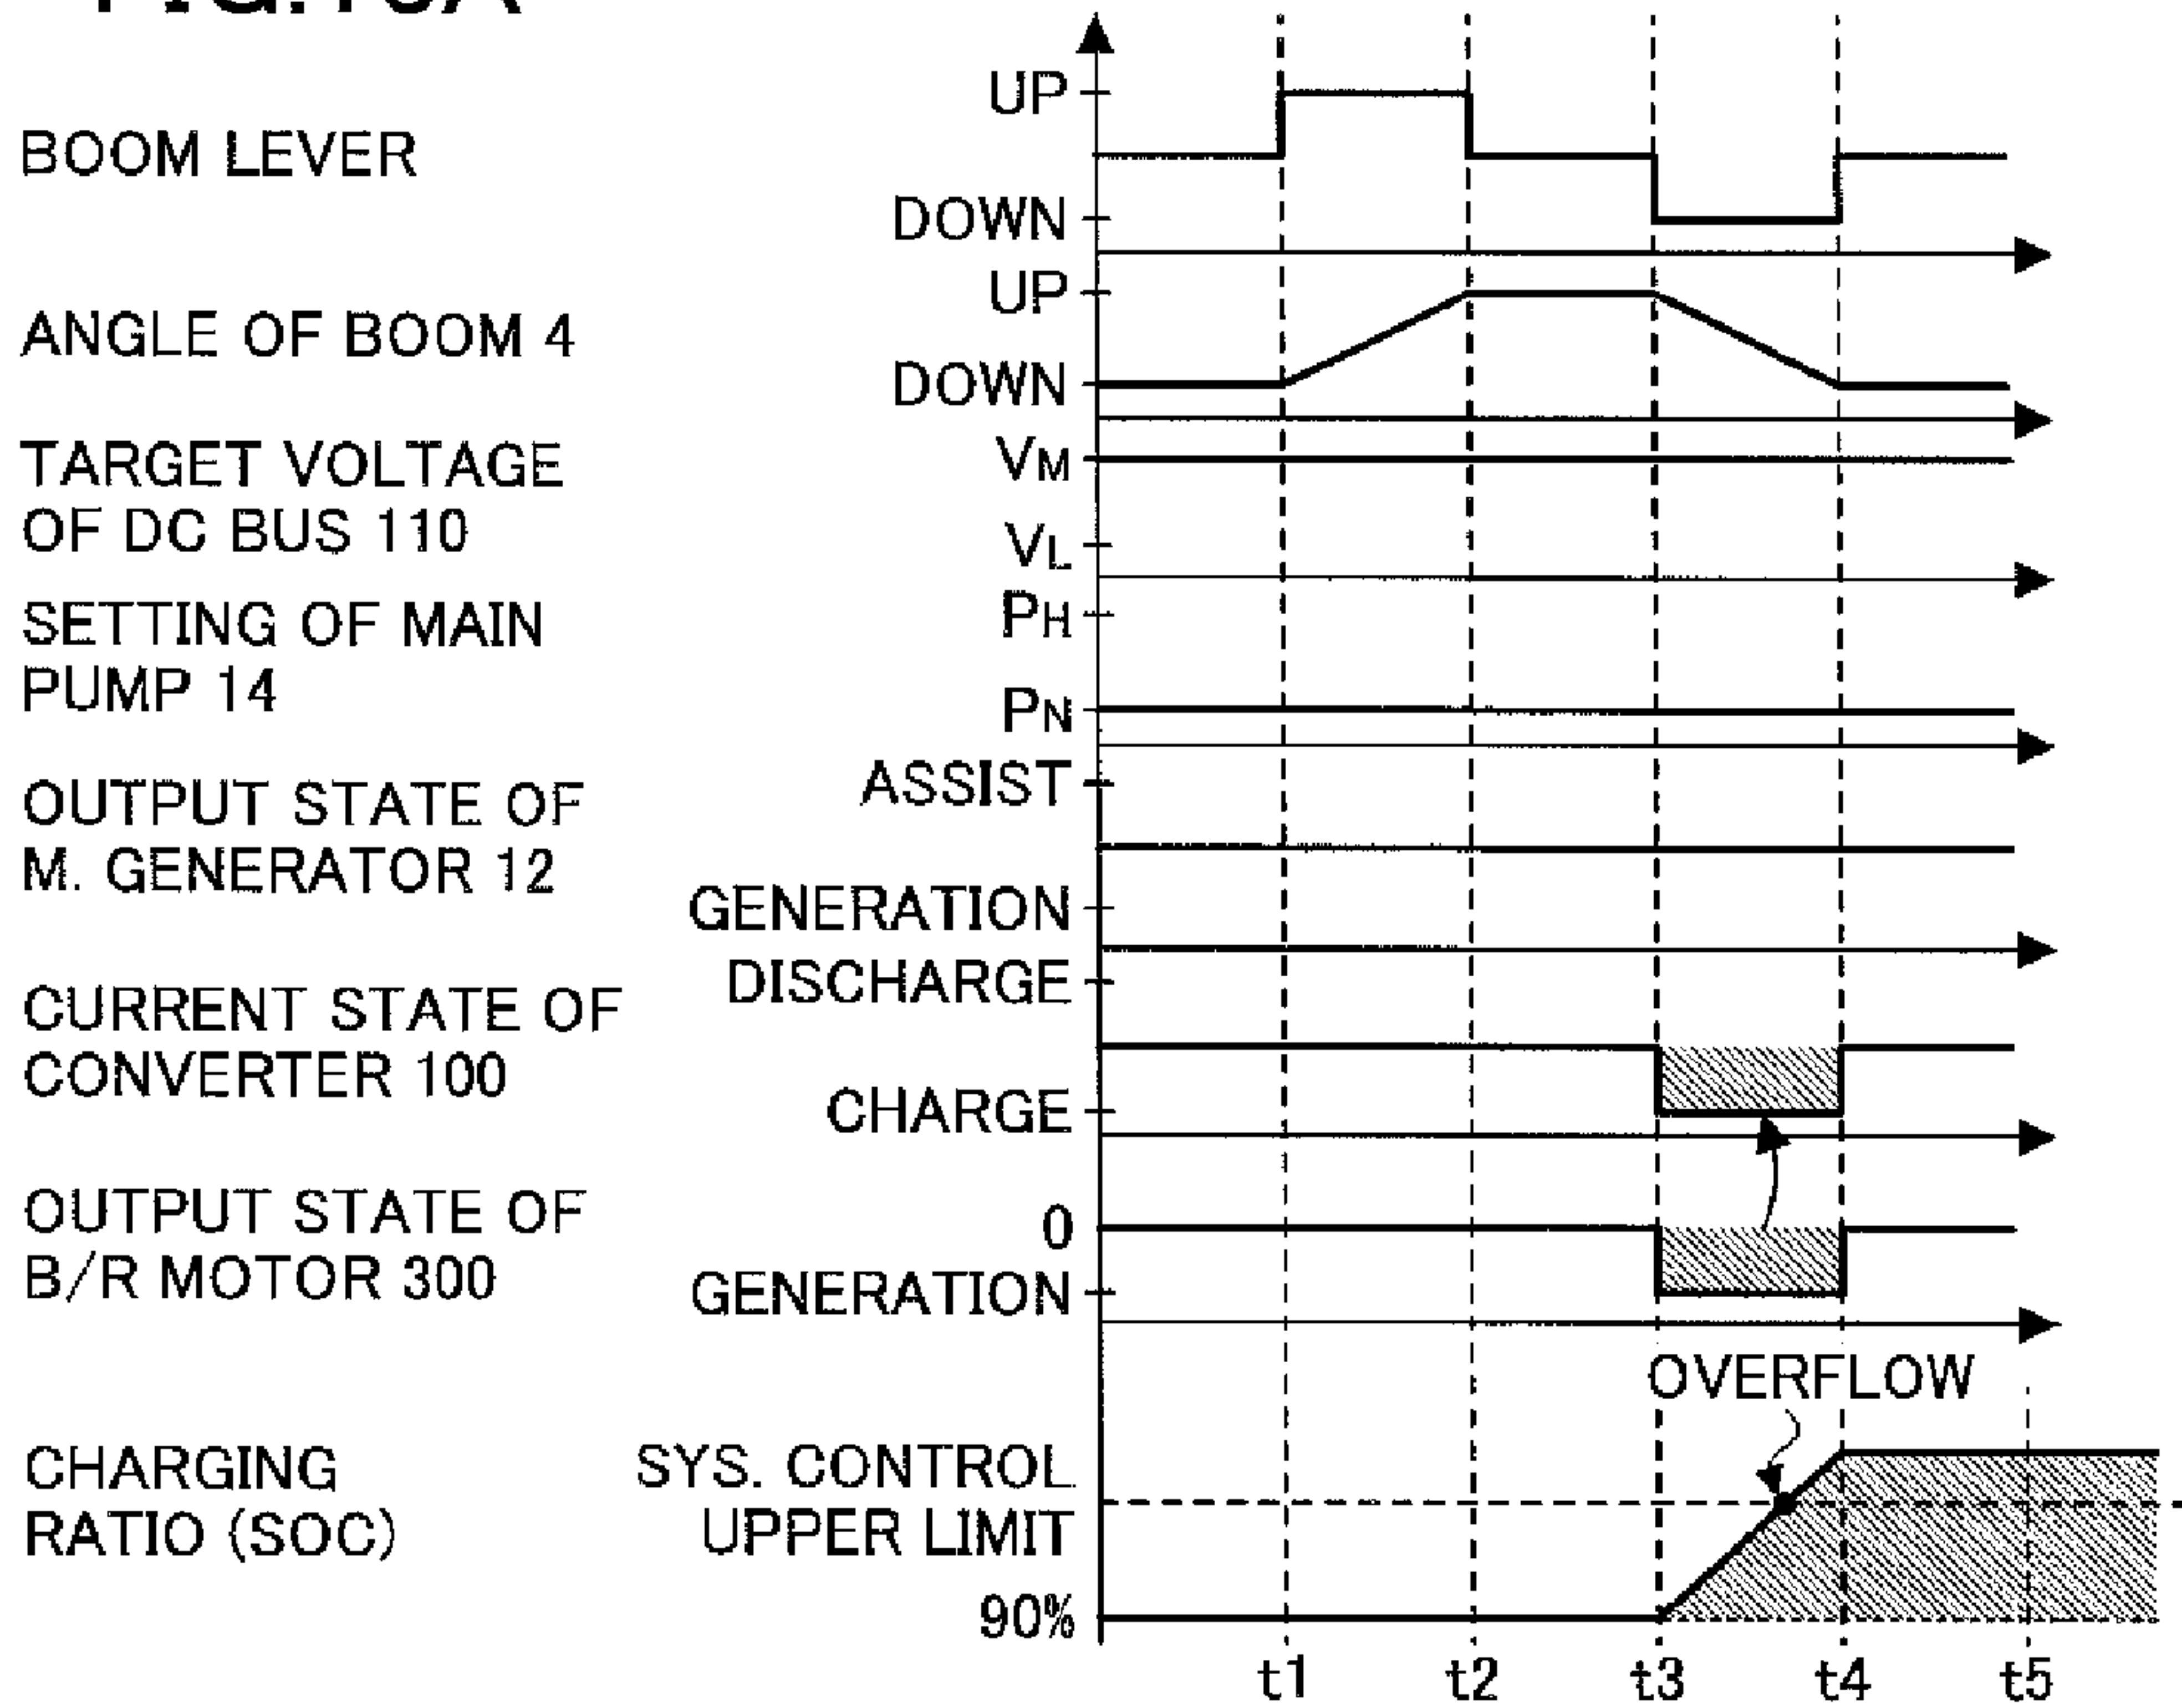 FIG.10A
BOOM LEVER
UP
DOWN
ANGLE OF BOOM 4
UP
DOWN
TARGET VOLTAGE
OF DC BUS 110
VM
VL
SETTING OF MAIN
PUMP 14
PH
PN
OUTPUT STATE OF
M. GENERATOR 12
ASSIST
GENERATION
CURRENT STATE OF
CONVERTER 100
DISCHARGE
CHARGE
OUTPUT STATE OF
B/R MOTOR 300
0
GENERATION
OVERFLOW
CHARGING
RATIO (SOC)
SYS. CONTROL
UPPER LIMIT
90%
t1 t2 t3 t4 t5